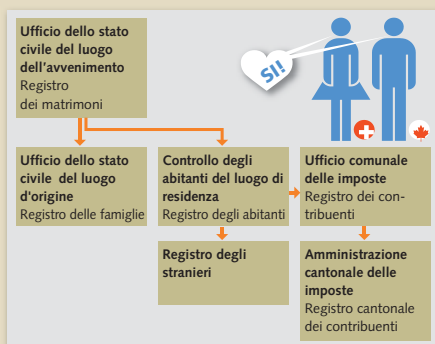 Ufficio dello stato
civile del luogo
dell'avvenimento
Registro
dei matrimoni
SI!
Ufficio dello stato
civile del luogo
d'origine
Registro delle famiglie
Controllo degli
abitanti del luogo di
residenza
Registro degli abitanti
Ufficio comunale
delle imposte
Registro dei con-
tribuenti
Registro degli
stranieri
Amministrazione
cantonale delle
imposte
Registro cantonale
dei contribuenti